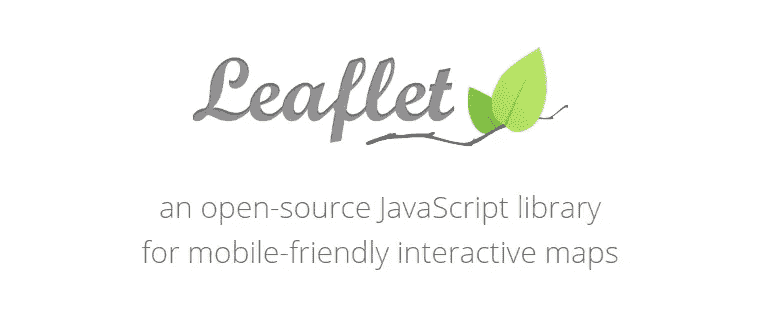 Leaflet
an open-source JavaScript library
for mobile-friendly interactive maps